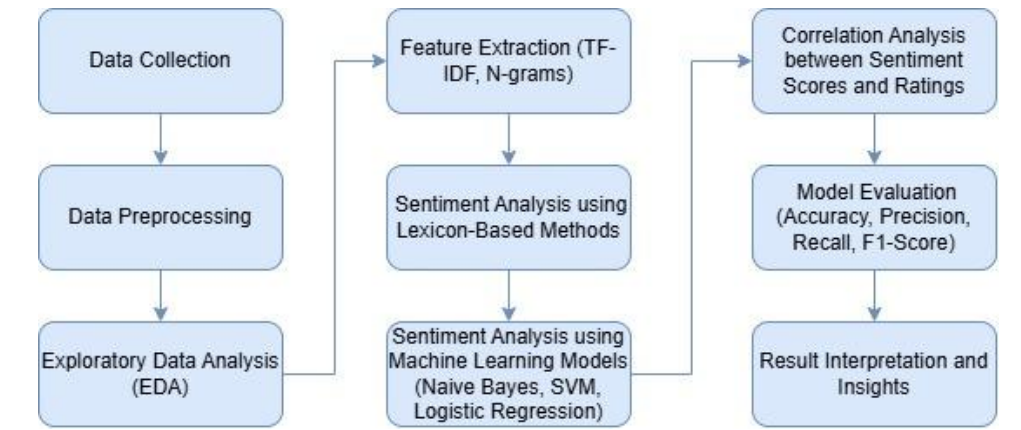 Data Collection
Data Preprocessing
Exploratory Data Analysis
(EDA)
Feature Extraction (TF-
IDF, N-grams)
Sentiment Analysis using
Lexicon-Based Methods
Sentiment Analysis using
Machine Learning Models
(Naive Bayes, SVM,
Logistic Regression)
Correlation Analysis
between Sentiment
Scores and Ratings
Model Evaluation
(Accuracy, Precision,
Recall, F1-Score)
Result Interpretation and
Insights